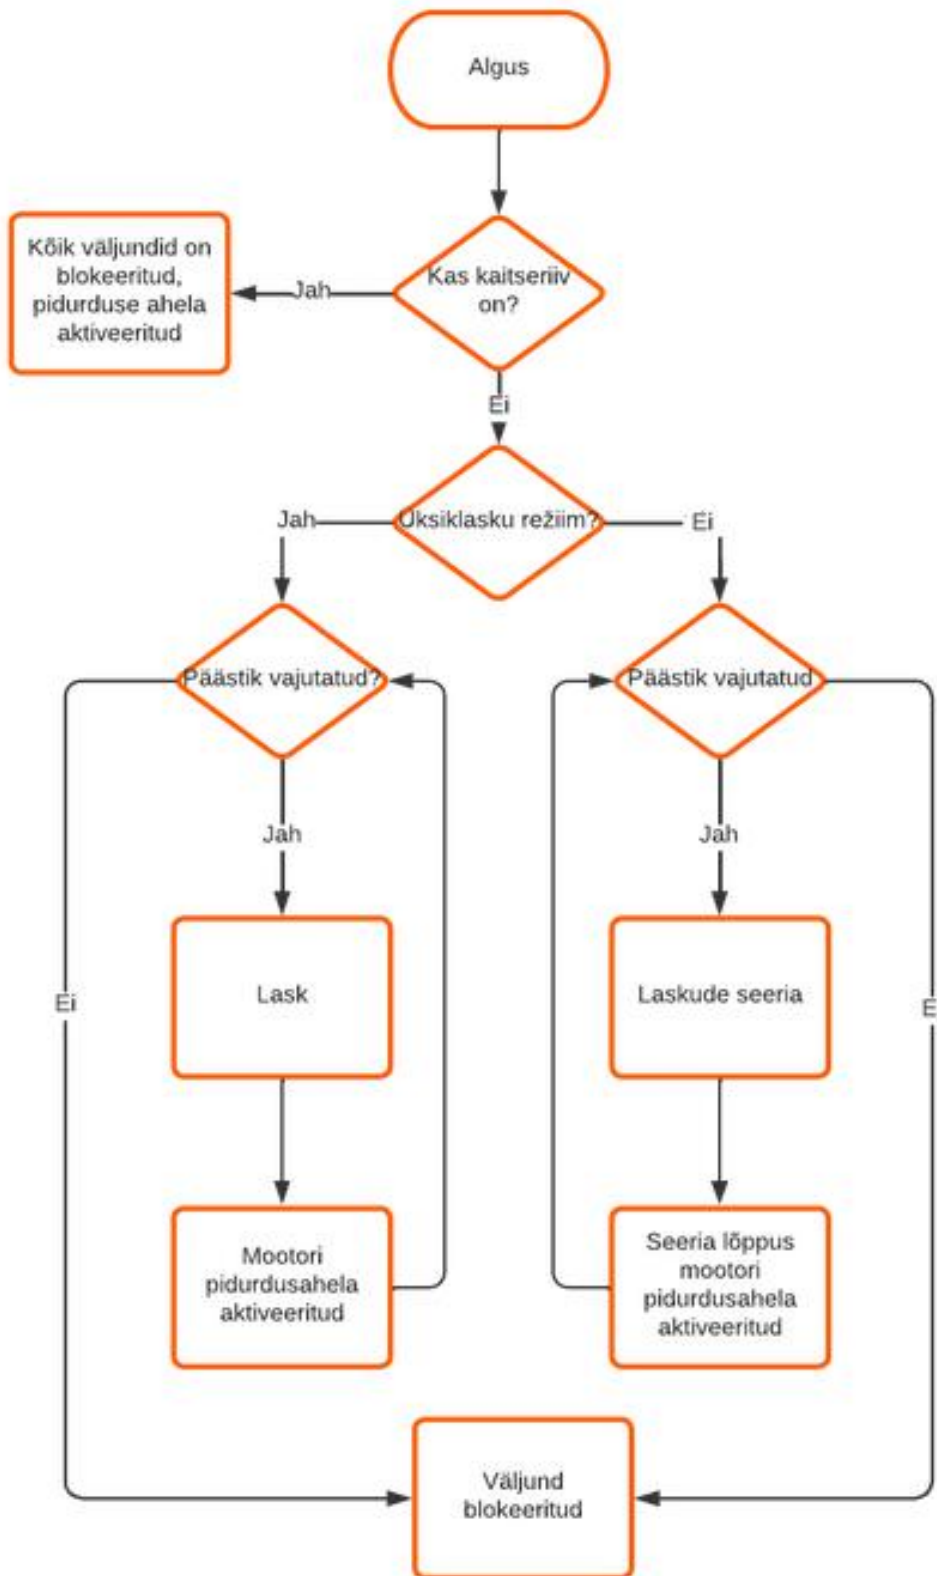 Algus
Kas kaitseriiv
on?
Jah
Kõik väljundid on
blokeeritud,
pidurduse ahela
aktiveeritud
Ei
Üksiklasku režiim?
Jah
Ei
Päästik vajutatud?
Päästik vajutatud
Jah
Jah
Lask
Laskude seeria
Ei
E
Mootori
pidurdusahela
aktiveeritud
Seeria lõppus
mootori
pidurdusahela
aktiveeritud
Väljund
blokeeritud